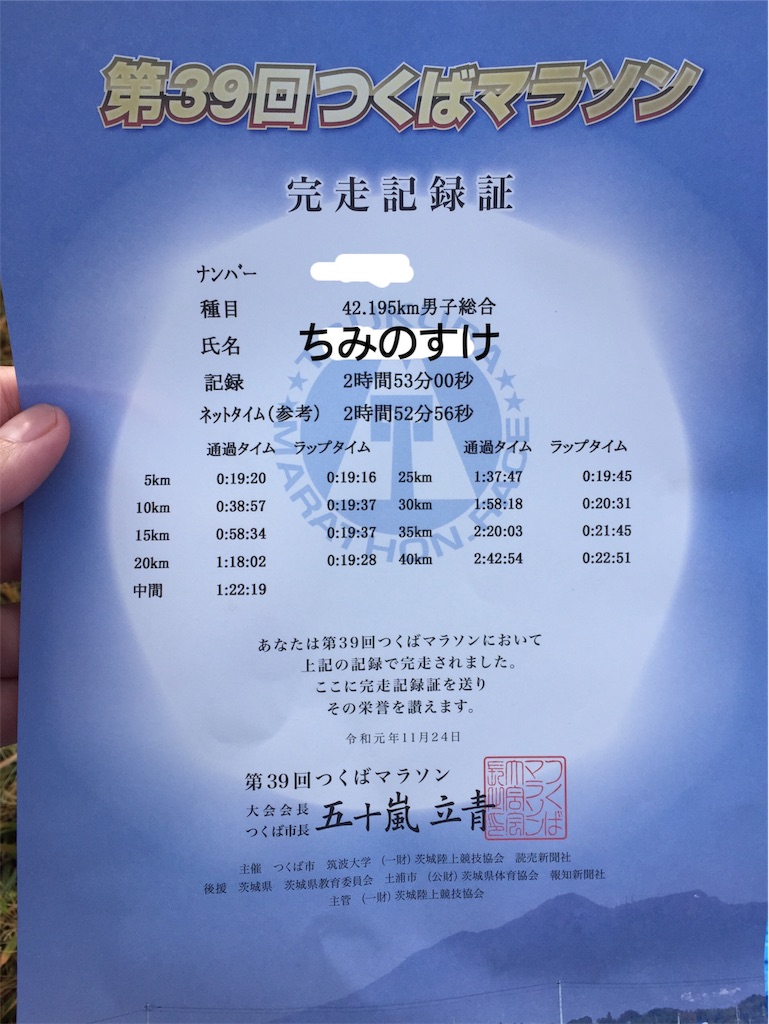 第39回つくばマラソン
完走記録証
ナンバー
種目 42.195km男子総合
氏名 ちみのすけ
記録 2時間53分00秒
ネットタイム(参考) 2時間52分56秒
通過タイム ラップタイム 通過タイム ラップタイム
5km 0:19:20 0:19:16 25km 1:37:47 0:19:45
10km 0:38:57 0:19:37 30km 1:58:18 0:20:31
15km 0:58:34 0:19:37 35km 2:20:03 0:21:45
20km 1:18:02 0:19:28 40km 2:42:54 0:22:51
中間 1:22:19
あなたは第39回つくばマラソンにおいて
上記の記録で完走されました。
ここに完走記録証を送り
その栄誉を讃えます。
令和元年11月24日
第39回つくばマラソン
大会会長
つくば市長 五十嵐 立青
つくばマラソン大会会長之印
主催 つくば市 筑波大学 (一財)茨城陸上競技協会 読売新聞社
後援 茨城県 茨城県教育委員会 土浦市 (公財)茨城県体育協会 報知新聞社
主管 (一財)茨城陸上競技協会